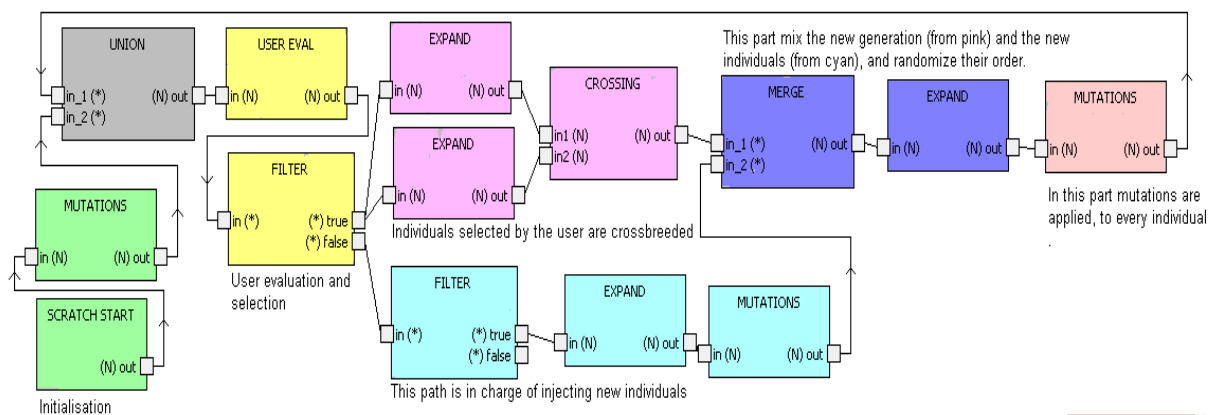 UNION
in_1 (*)
(N) out
in_2 (*)
USER EVAL
in (N)
(N) out
EXPAND
in (N)
(N) out
EXPAND
in (N)
(N) out
CROSSING
in1 (N)
(N) out
in2 (N)
Individuals selected by the user are crossbreeded
This part mix the new generation (from pink) and the new
individuals (from cyan), and randomize their order.
MERGE
in_1 (*)
(N) out
in_2 (*)
EXPAND
in (N)
(N) out
MUTATIONS
in (N)
(N) out
In this part mutations are
applied, to every individual
.
FILTER
in (*)
(*) true
(*) false
User evaluation and
selection
MUTATIONS
in (N)
(N) out
SCRATCH START
(N) out
Initialisation
FILTER
in (*)
(*) true
(*) false
EXPAND
in (N)
(N) out
MUTATIONS
in (N)
(N) out
This path is in charge of injecting new individuals